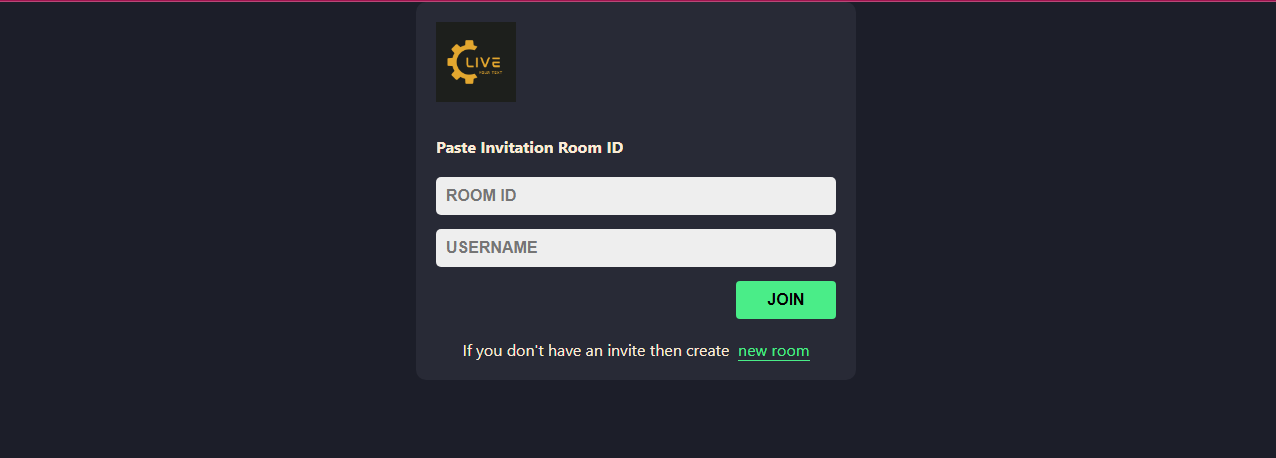 LIVE
YOUR TEXT
Paste Invitation Room ID
ROOM ID
USERNAME
JOIN
If you don't have an invite then create new room